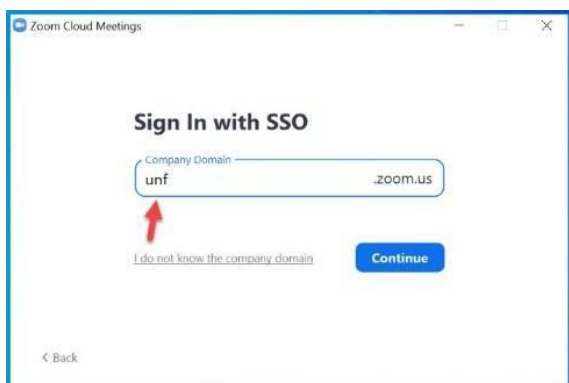 Zoom Cloud Meetings
Sign In with SSO
Company Domain
unf .zoom.us
I do not know the company domain Continue
Back